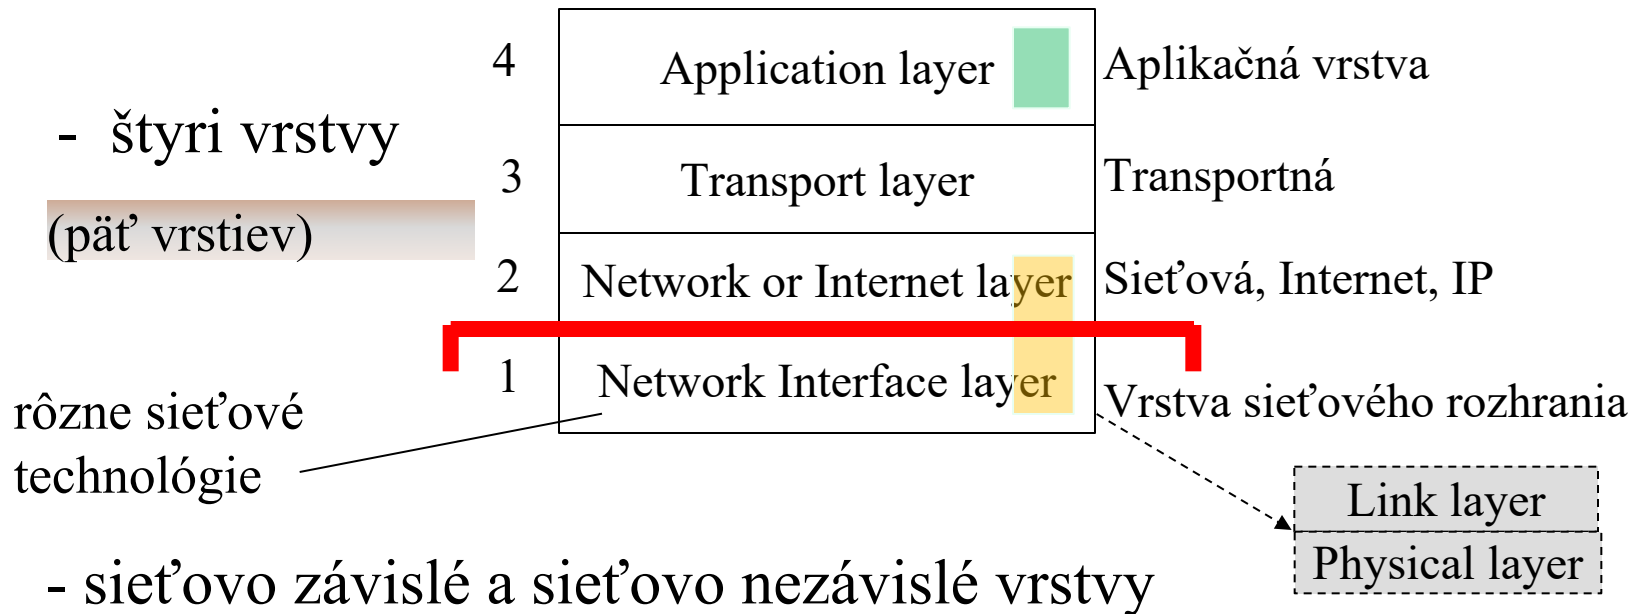 4 Application layer Aplikačná vrstva
- štyri vrstvy
3 Transport layer Transportná
(päť vrstiev)
2 Network or Internet layer Sieťová, Internet, IP
1 Network Interface layer Vrstva sieťového rozhrania
rôzne sieťové
technológie
Link layer
Physical layer
- sieťovo závislé a sieťovo nezávislé vrstvy